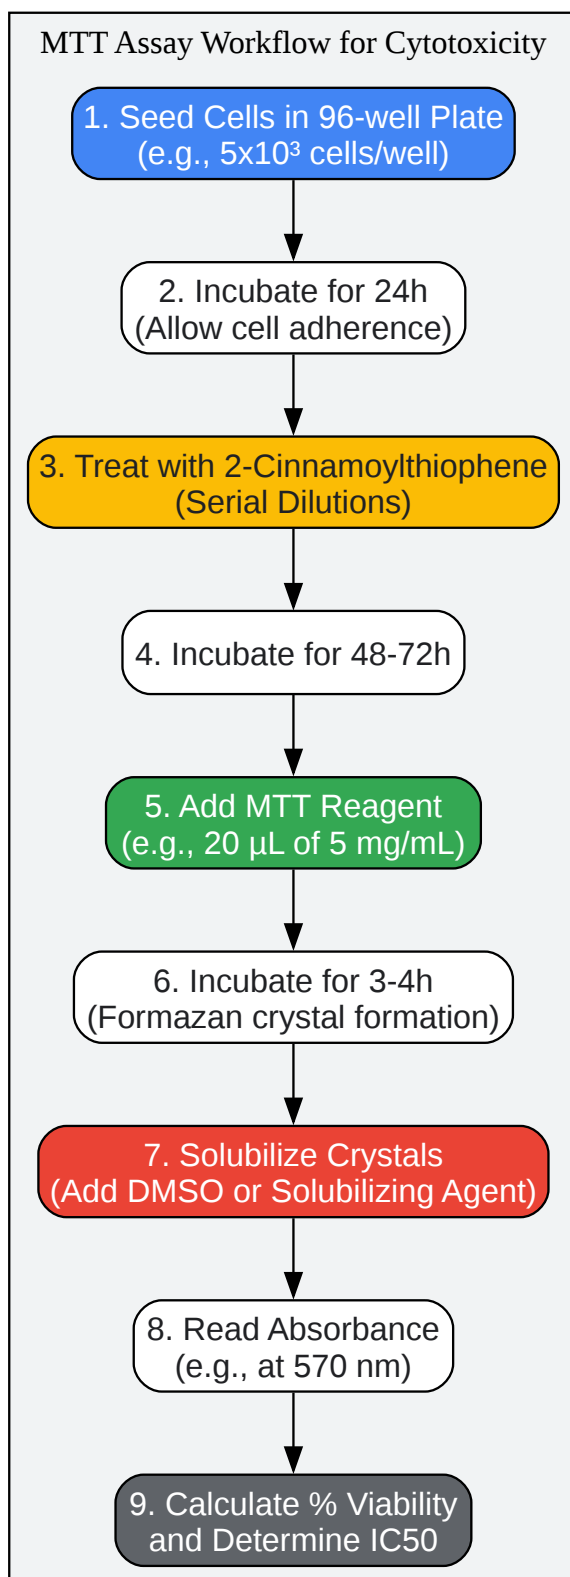 MTT Assay Workflow for Cytotoxicity
1. Seed Cells in 96-well Plate
(e.g., 5x10³ cells/well)
2. Incubate for 24h
(Allow cell adherence)
3. Treat with 2-Cinnamoylthiophene
(Serial Dilutions)
4. Incubate for 48-72h
5. Add MTT Reagent
(e.g., 20 µL of 5 mg/mL)
6. Incubate for 3-4h
(Formazan crystal formation)
7. Solubilize Crystals
(Add DMSO or Solubilizing Agent)
8. Read Absorbance
(e.g., at 570 nm)
9. Calculate % Viability
and Determine IC50